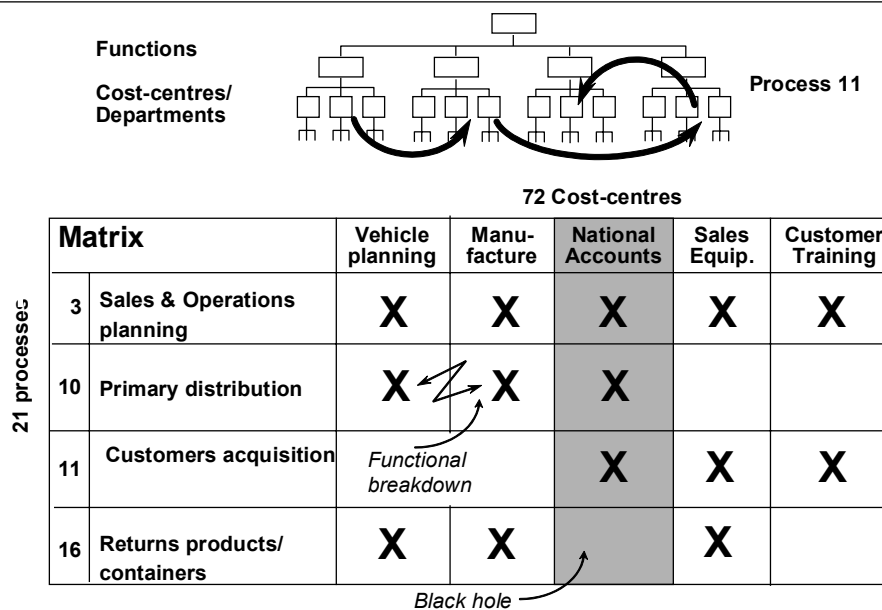 Functions
Cost-centres/
Departments
Process 11
72 Cost-centres
Matrix
Vehicle
planning
Manu-
facture
National
Accounts
Sales
Equip.
Customer
Training
21 processes
3 Sales & Operations
planning
X X X X X
10 Primary distribution
X X X
11 Customers acquisition
Functional
breakdown
X X X
16 Returns products/
containers
X X X
Black hole